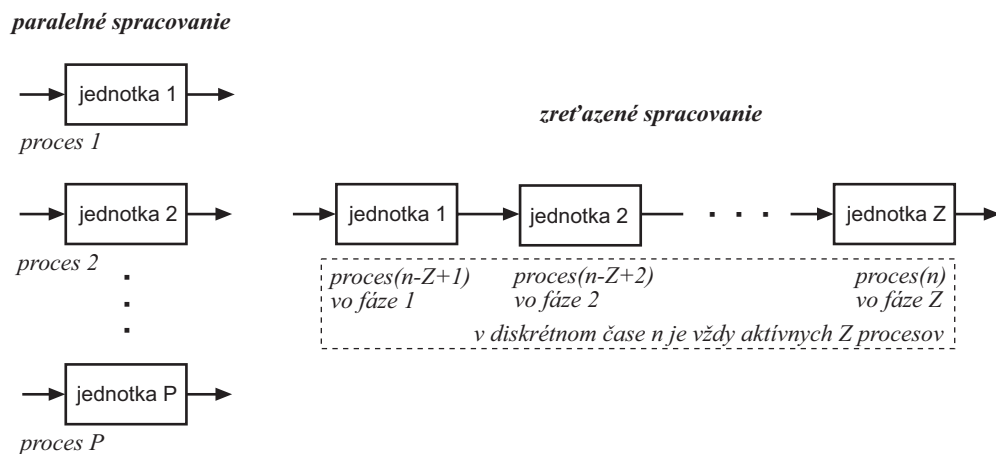 paralelné spracovanie
jednotka 1
proces 1
jednotka 2
proces 2
jednotka P
proces P
zreťazené spracovanie
jednotka 1
jednotka 2
jednotka Z
proces(n-Z+1)
vo fáze 1
proces(n-Z+2)
vo fáze 2
proces(n)
vo fáze Z
v diskrétnom čase n je vždy aktívnych Z procesov